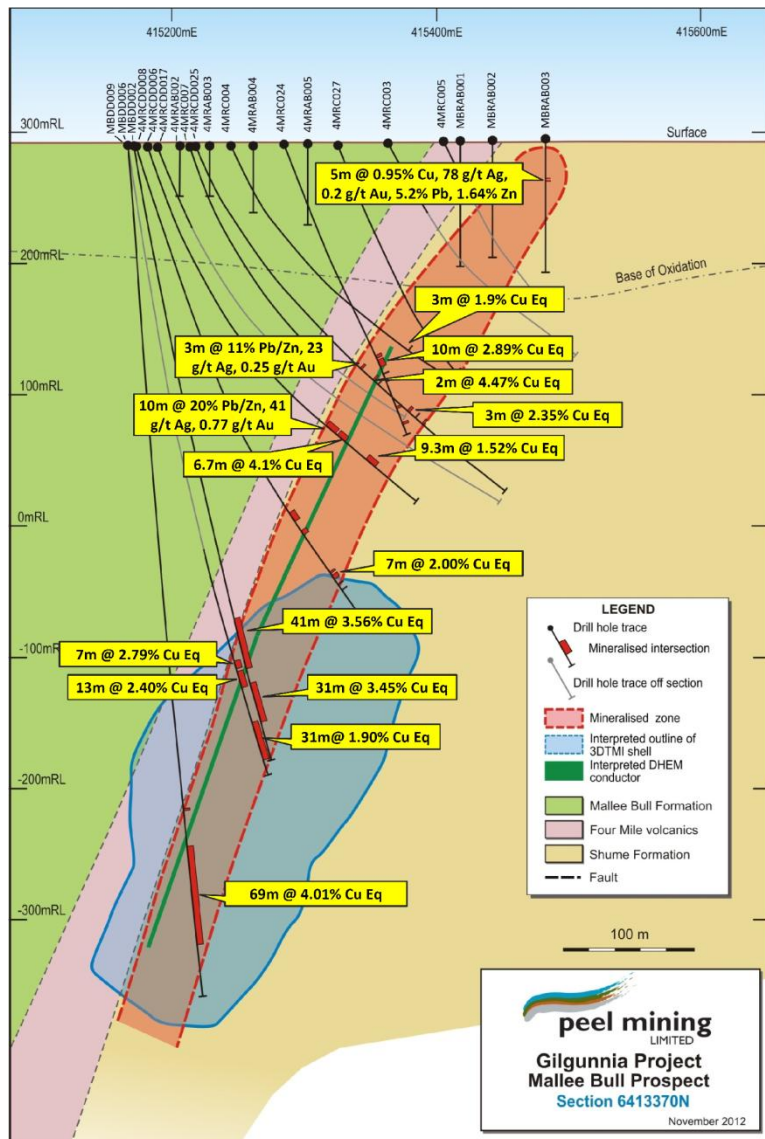 415200mE
415400mE
415600mE
MBDD009
MBDD006
MBDD002
4MRCDD008
4MRCDD006
4MRCDD017
4MRAB002
4MRC007
4MRCDD025
4MRAB003
4MRC004
4MRAB004
4MRC024
4MRAB005
4MRC027
4MRC003
4MRC005
MBRAB001
MBRAB002
MBRAB003
300mRL
Surface
5m @ 0.95% Cu, 78 g/t Ag,
0.2 g/t Au, 5.2% Pb, 1.64% Zn
200mRL
Base of Oxidation
3m @ 1.9% Cu Eq
3m @ 11% Pb/Zn, 23
g/t Ag, 0.25 g/t Au
10m @ 2.89% Cu Eq
2m @ 4.47% Cu Eq
100mRL
10m @ 20% Pb/Zn, 41
g/t Ag, 0.77 g/t Au
3m @ 2.35% Cu Eq
9.3m @ 1.52% Cu Eq
6.7m @ 4.1% Cu Eq
0mRL
7m @ 2.00% Cu Eq
41m @ 3.56% Cu Eq
-100mRL
7m @ 2.79% Cu Eq
13m @ 2.40% Cu Eq
31m @ 3.45% Cu Eq
31m@ 1.90% Cu Eq
-200mRL
69m @ 4.01% Cu Eq
-300mRL
LEGEND
Drill hole trace
Mineralised intersection
Drill hole trace off section
Mineralised zone
Interpreted outline of
3DTMI shell
Interpreted DHEM
conductor
Mallee Bull Formation
Four Mile volcanics
Shume Formation
Fault
100 m
peel mining
LIMITED
Gilgunnia Project
Mallee Bull Prospect
Section 6413370N
November 2012